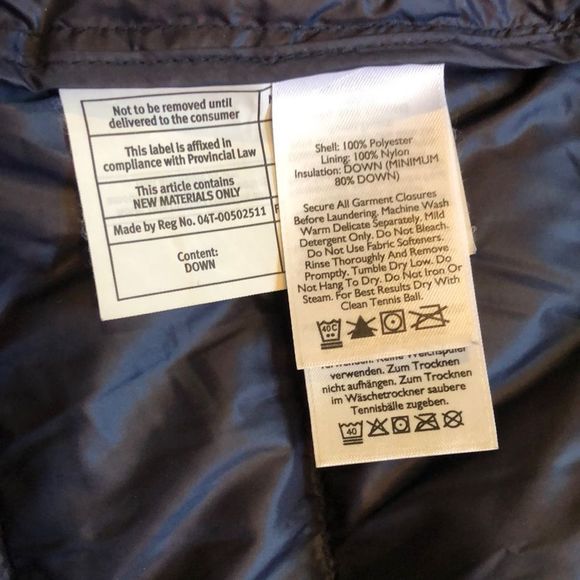 Not to be removed until
delivered to the consumer
This label is affixed in
compliance with Provincial Law
This article contains
NEW MATERIALS ONLY
Made by Reg No. 04T-00502511
Content:
DOWN
Shell: 100% Polyester
Lining: 100% Nylon
Insulation: DOWN (MINIMUM
80% DOWN)
Secure All Garment Closures
Before Laundering. Machine Wash
Warm Delicate Separately, Mild
Detergent Only. Do Not Bleach.
Do Not Use Fabric Softeners.
Rinse Thoroughly And Remove
Promptly. Tumble Dry Low. Do
Not Hang To Dry. Do Not Iron Or
Steam. For Best Results Dry With
Clean Tennis Ball.
40C
verwenden. Keine Weichspüler
verwenden. Zum Trocknen
nicht aufhängen. Zum Trocknen
im Wäschetrockner saubere
Tennisbälle zugeben.
40